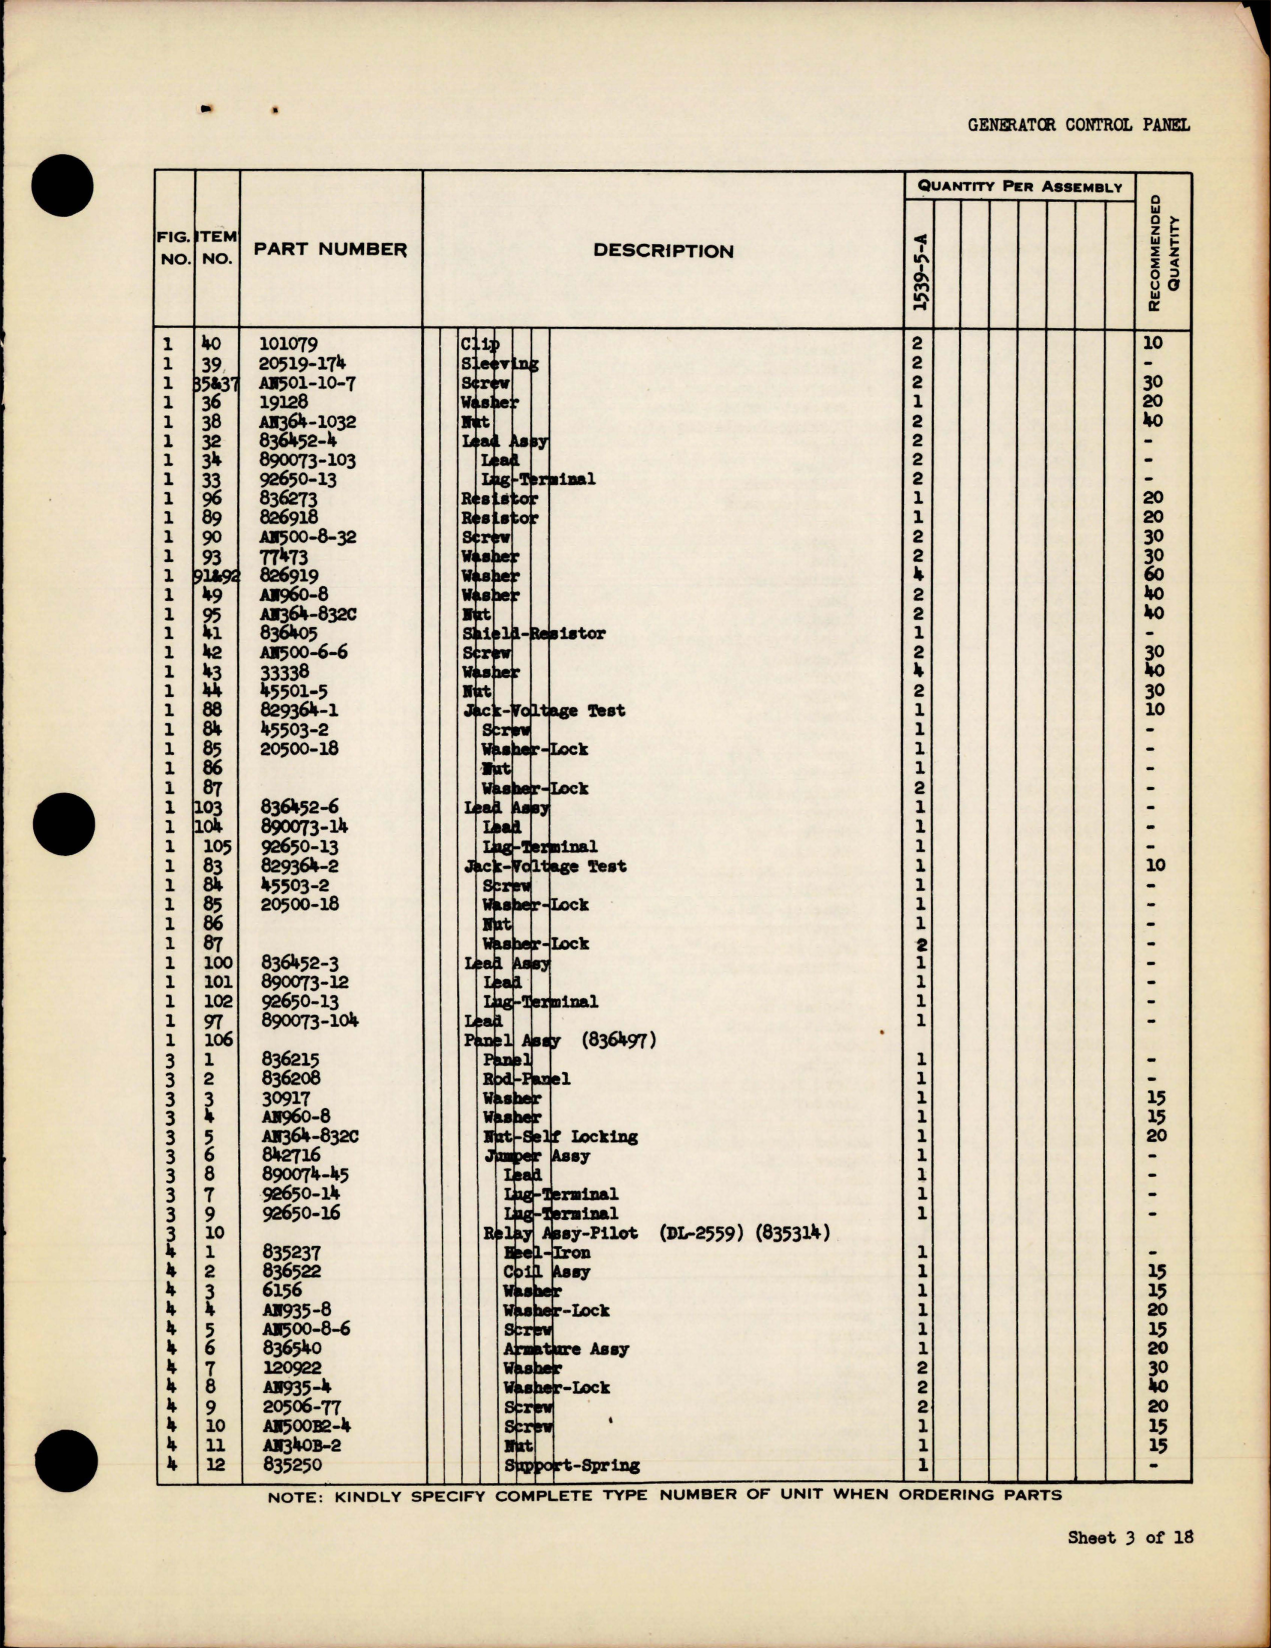 GENERATOR CONTROL PANEL
FIG. NO. ITEM NO. PART NUMBER DESCRIPTION QUANTITY PER ASSEMBLY 1539-5-A RECOMMENDED QUANTITY
1 40 101079 Clip 2 10
1 39 20519-174 Sleeving 2 -
1 35&37 AN501-10-7 Screw 2 30
1 36 19128 Washer 1 20
1 38 AN364-1032 Nut 2 40
1 32 836452-4 Lead Assy 2 -
1 34 890073-103 Lead 2 -
1 33 92650-13 Lug-Terminal 2 -
1 96 836273 Resistor 1 20
1 89 826918 Resistor 1 20
1 90 AN500-8-32 Screw 2 30
1 93 77473 Washer 2 30
1 91&92 826919 Washer 4 60
1 49 AN960-8 Washer 2 40
1 95 AN364-832C Nut 2 40
1 41 836405 Shield-Resistor 1 -
1 42 AN500-6-6 Screw 2 30
1 43 33338 Washer 4 40
1 44 45501-5 Nut 2 30
1 88 829364-1 Jack-Voltage Test 1 10
1 84 45503-2 Screw 1 -
1 85 20500-18 Washer-Lock 1 -
1 86 Nut 1 -
1 87 Washer-Lock 2 -
1 103 836452-6 Lead Assy 1 -
1 104 890073-14 Lead 1 -
1 105 92650-13 Lug-Terminal 1 -
1 83 829364-2 Jack-Voltage Test 1 10
1 84 45503-2 Screw 1 -
1 85 20500-18 Washer-Lock 1 -
1 86 Nut 1 -
1 87 Washer-Lock 2 -
1 100 836452-3 Lead Assy 1 -
1 101 890073-12 Lead 1 -
1 102 92650-13 Lug-Terminal 1 -
1 97 890073-104 Lead 1 -
1 106 Panel Assy (836497)
3 1 836215 Panel 1 -
3 2 836208 Rod-Panel 1 -
3 3 30917 Washer 1 15
3 4 AN960-8 Washer 1 15
3 5 AN364-832C Nut-Self Locking 1 20
3 6 842716 Jumper Assy 1 -
3 8 890074-45 Lead 1 -
3 7 92650-14 Lug-Terminal 1 -
3 9 92650-16 Lug-Terminal 1 -
3 10 Relay Assy-Pilot (DL-2559) (835314)
4 1 835237 Heel-Iron 1 -
4 2 836522 Coil Assy 1 15
4 3 6156 Washer 1 15
4 4 AN935-8 Washer-Lock 1 20
4 5 AN500-8-6 Screw 1 15
4 6 836540 Armature Assy 1 20
4 7 120922 Washer 2 30
4 8 AN935-4 Washer-Lock 2 40
4 9 20506-77 Screw 2 20
4 10 AN500B2-4 Screw 1 15
4 11 AN340B-2 Nut 1 15
4 12 835250 Support-Spring 1 -
NOTE: KINDLY SPECIFY COMPLETE TYPE NUMBER OF UNIT WHEN ORDERING PARTS
Sheet 3 of 18